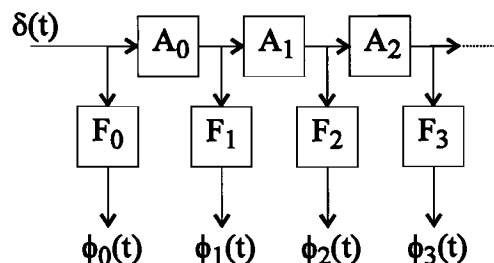 δ(t)
A₀ A₁ A₂
F₀ F₁ F₂ F₃
ϕ₀(t) ϕ₁(t) ϕ₂(t) ϕ₃(t)